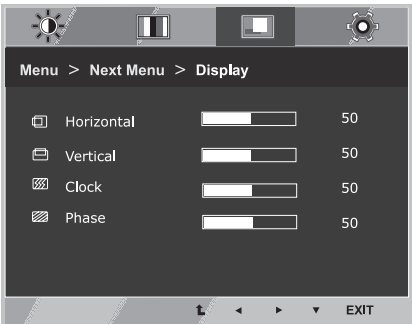 Menu > Next Menu > Display
Horizontal 50
Vertical 50
Clock 50
Phase 50
EXIT